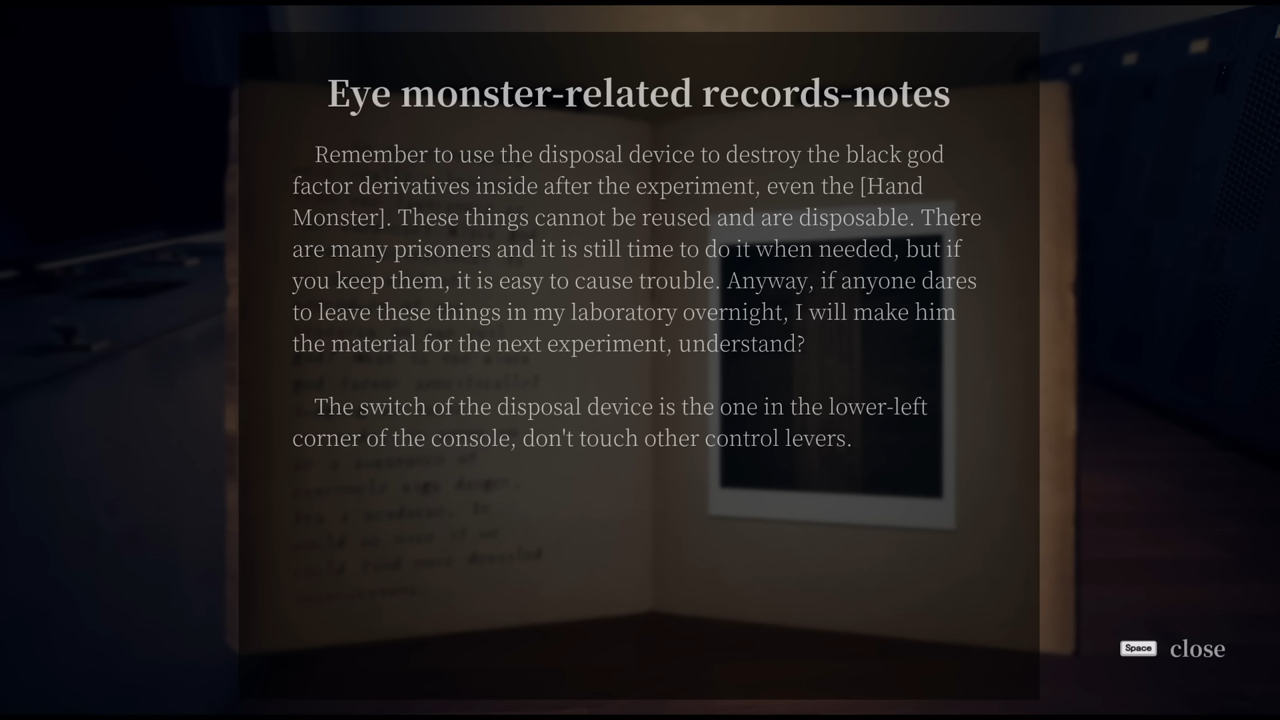 Eye monster-related records-notes
Remember to use the disposal device to destroy the black god
factor derivatives inside after the experiment, even the [Hand
Monster]. These things cannot be reused and are disposable. There
are many prisoners and it is still time to do it when needed, but if
you keep them, it is easy to cause trouble. Anyway, if anyone dares
to leave these things in my laboratory overnight, I will make him
the material for the next experiment, understand?
The switch of the disposal device is the one in the lower-left
corner of the console, don't touch other control levers.
Space close